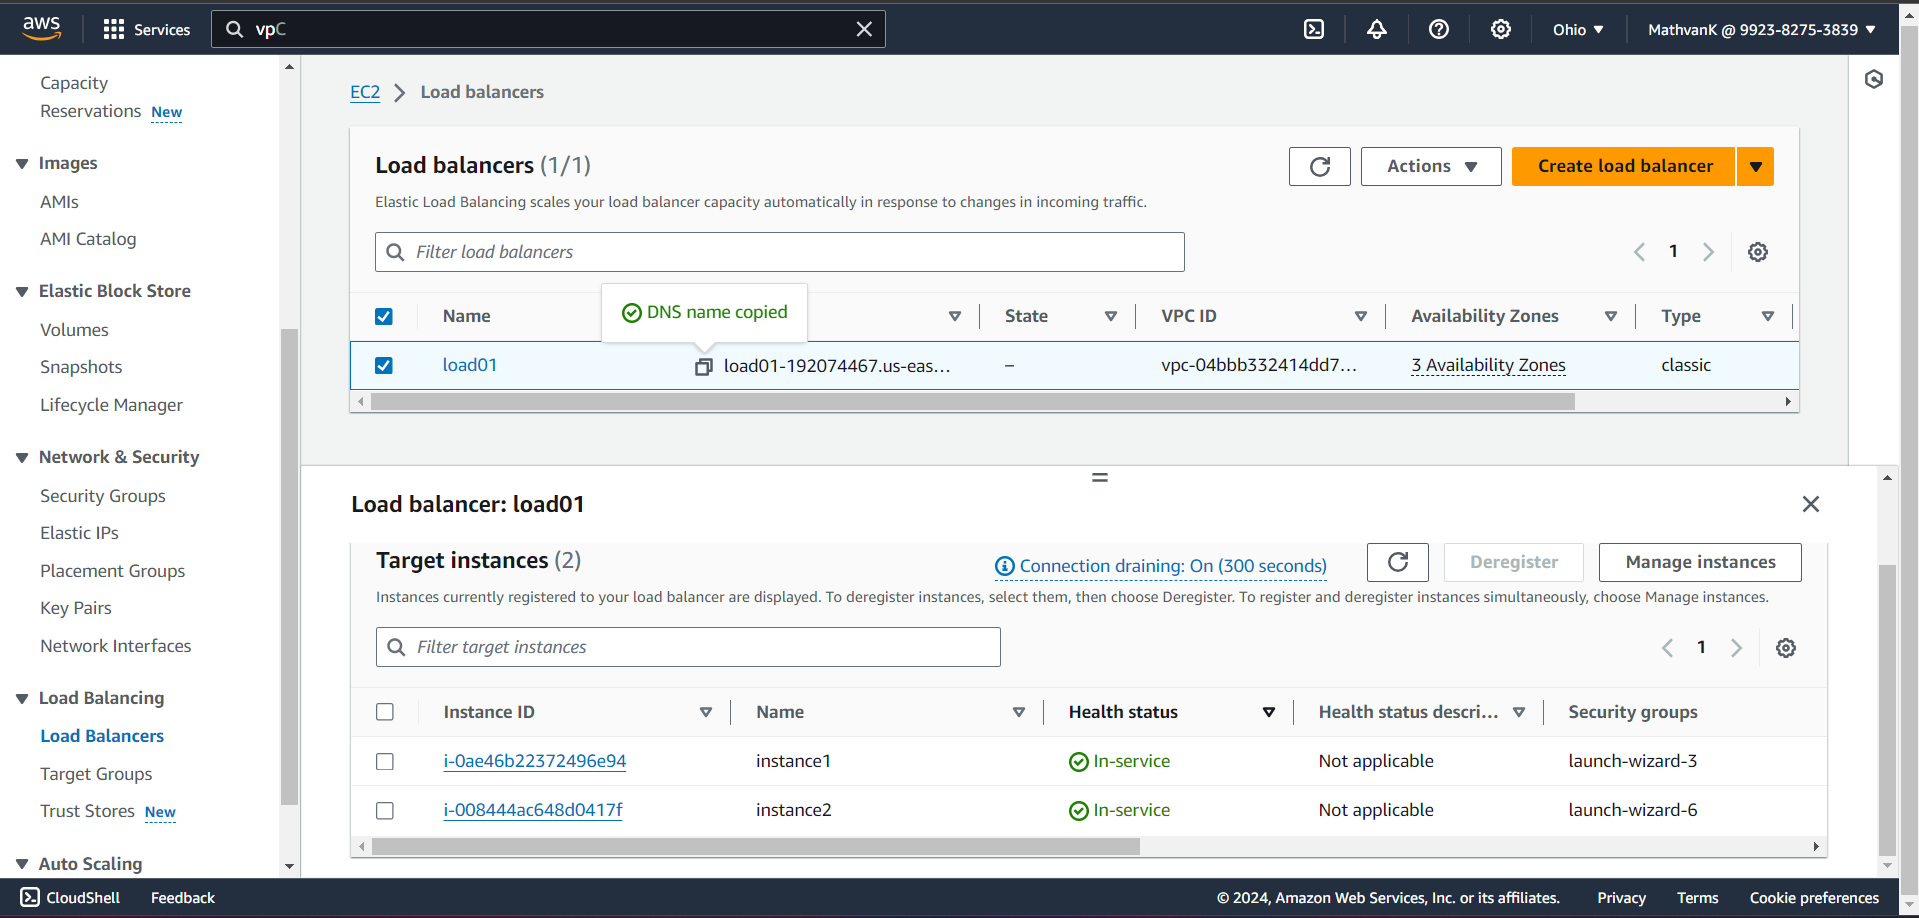 aws
Services
vpC
Ohio
MathvanK @ 9923-8275-3839
Capacity
Reservations New
Images
AMIs
AMI Catalog
Elastic Block Store
Volumes
Snapshots
Lifecycle Manager
Network & Security
Security Groups
Elastic IPs
Placement Groups
Key Pairs
Network Interfaces
Load Balancing
Load Balancers
Target Groups
Trust Stores New
Auto Scaling
EC2 Load balancers
Load balancers (1/1)
Actions
Create load balancer
Elastic Load Balancing scales your load balancer capacity automatically in response to changes in incoming traffic.
Filter load balancers
1
DNS name copied
Name State VPC ID Availability Zones Type
load01 load01-192074467.us-eas... – vpc-04bbb332414dd7... 3 Availability Zones classic
Load balancer: load01
Target instances (2)
Connection draining: On (300 seconds)
Deregister
Manage instances
Instances currently registered to your load balancer are displayed. To deregister instances, select them, then choose Deregister. To register and deregister instances simultaneously, choose Manage instances.
Filter target instances
1
Instance ID Name Health status Health status descri... Security groups
i-0ae46b22372496e94 instance1 In-service Not applicable launch-wizard-3
i-008444ac648d0417f instance2 In-service Not applicable launch-wizard-6
CloudShell Feedback © 2024, Amazon Web Services, Inc. or its affiliates. Privacy Terms Cookie preferences